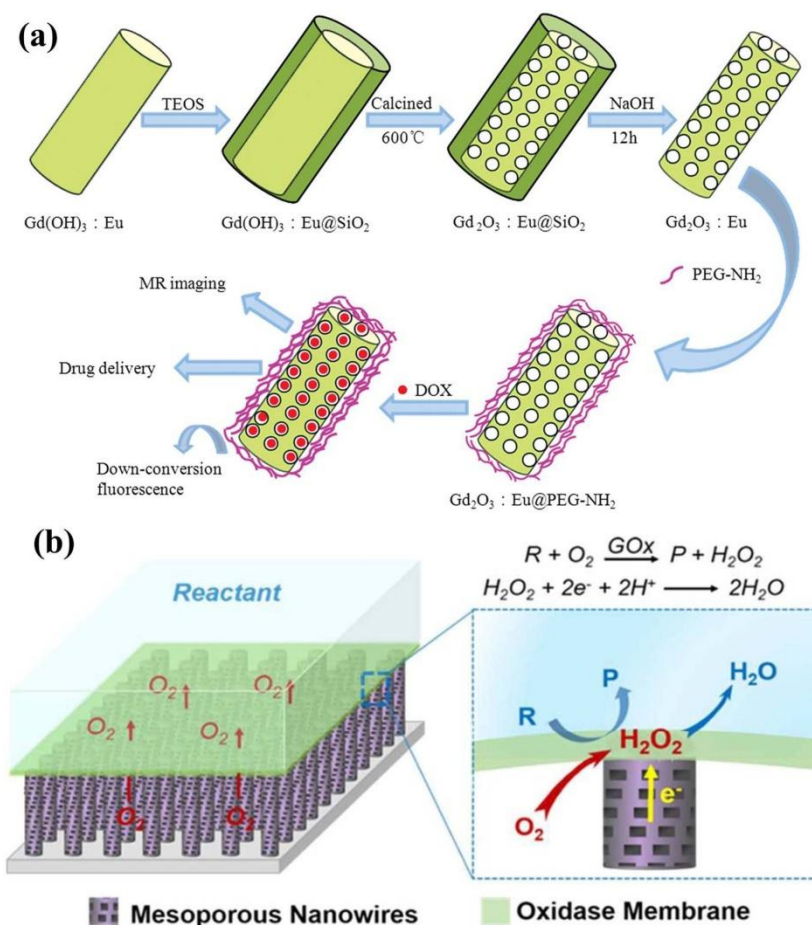 (a)
TEOS
Calcined
600℃
NaOH
12h
Gd(OH)₃ : Eu
Gd(OH)₃ : Eu@SiO₂
Gd₂O₃ : Eu@SiO₂
Gd₂O₃ : Eu
PEG-NH₂
MR imaging
Drug delivery
Down-conversion
fluorescence
DOX
Gd₂O₃ : Eu@PEG-NH₂
(b)
R + O₂ GOx P + H₂O₂
H₂O₂ + 2e⁻ + 2H⁺ ⟶ 2H₂O
Reactant
O₂
O₂
O₂
O₂
O₂
O₂
R
P
H₂O
H₂O₂
O₂
e⁻
Mesoporous Nanowires
Oxidase Membrane